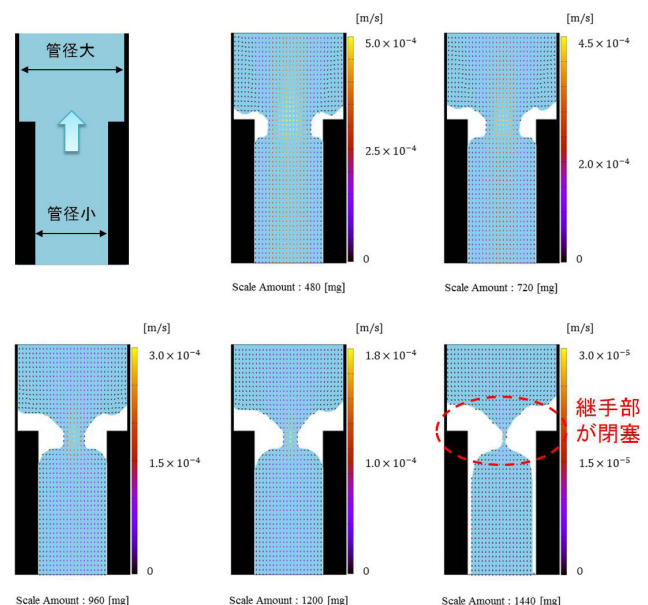 管径大
管径小
[m/s]
5.0×10⁻⁴
2.5×10⁻⁴
0
Scale Amount : 480 [mg]
[m/s]
4.5×10⁻⁴
2.0×10⁻⁴
0
Scale Amount : 720 [mg]
[m/s]
3.0×10⁻⁴
1.5×10⁻⁴
0
Scale Amount : 960 [mg]
[m/s]
1.8×10⁻⁴
1.0×10⁻⁴
0
Scale Amount : 1200 [mg]
[m/s]
3.0×10⁻⁵
1.5×10⁻⁵
0
Scale Amount : 1440 [mg]
継手部
が閉塞